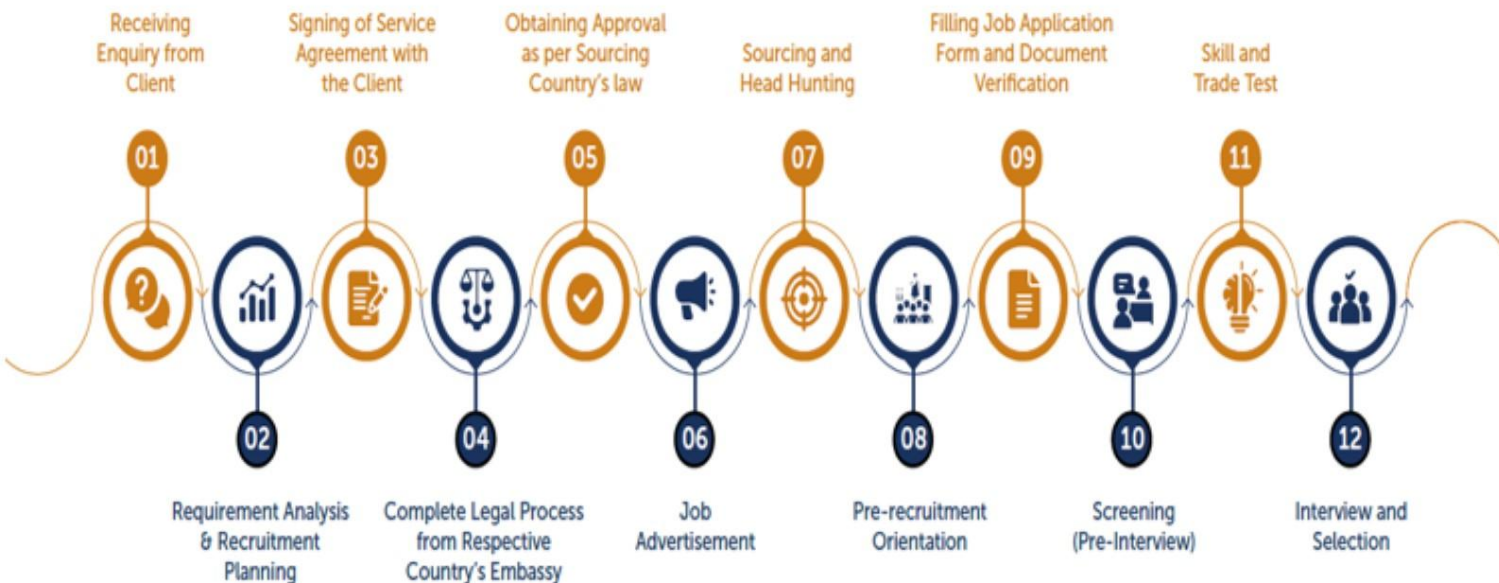 Receiving
Enquiry from
Client
01
02
Requirement Analysis
& Recruitment
Planning
Signing of Service
Agreement with
the Client
03
04
Complete Legal Process
from Respective
Country's Embassy
Obtaining Approval
as per Sourcing
Country's law
05
06
Job
Advertisement
Sourcing and
Head Hunting
07
08
Pre-recruitment
Orientation
Filling Job Application
Form and Document
Verification
09
10
Screening
(Pre-Interview)
Skill and
Trade Test
11
12
Interview and
Selection